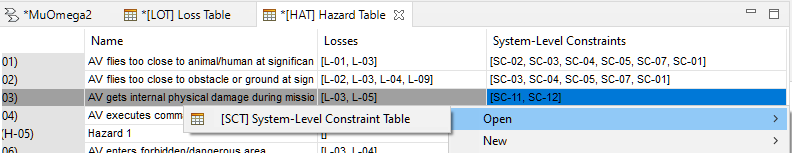 *MuOmega2 *[LOT] Loss Table *[HAT] Hazard Table
Name Losses System-Level Constraints
01) AV flies too close to animal/human at significan [L-01, L-03] [SC-02, SC-03, SC-04, SC-05, SC-07, SC-01]
02) AV flies too close to obstacle or ground at sign [L-02, L-03, L-04, L-09] [SC-03, SC-04, SC-05, SC-07, SC-01]
03) AV gets internal physical damage during missio [L-03, L-05] [SC-11, SC-12]
04) AV executes comm [SCT] System-Level Constraint Table Open
(H-05) Hazard 1 [] New
06) AV enters forbidden/dangerous area [L-03, L-04]